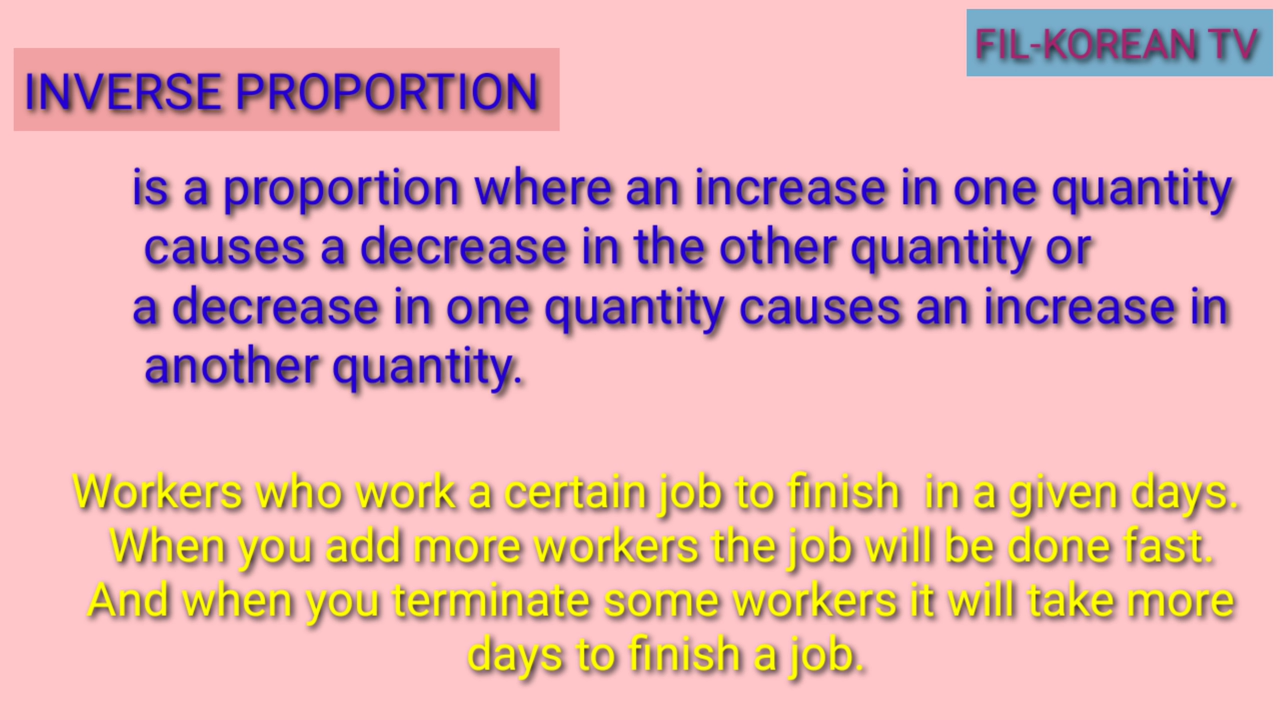 FIL-KOREAN TV
INVERSE PROPORTION
is a proportion where an increase in one quantity
causes a decrease in the other quantity or
a decrease in one quantity causes an increase in
another quantity.
Workers who work a certain job to finish  in a given days.
When you add more workers the job will be done fast.
And when you terminate some workers it will take more
days to finish a job.